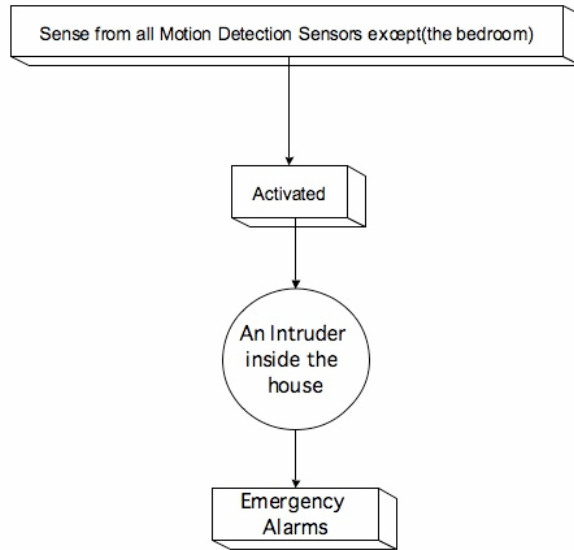 Sense from all Motion Detection Sensors except(the bedroom)
Activated
An Intruder
inside the
house
Emergency
Alarms